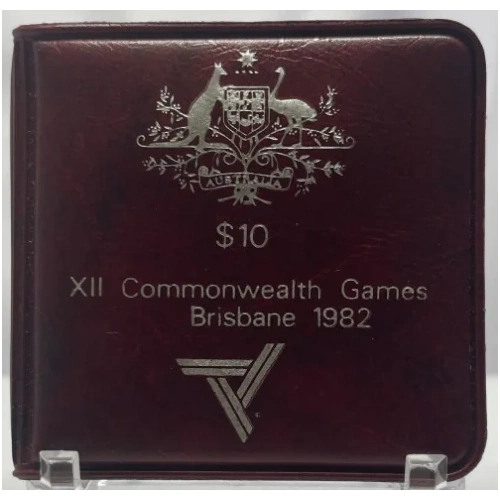 AUSTRALIA
$10
XII Commonwealth Games
Brisbane 1982
®